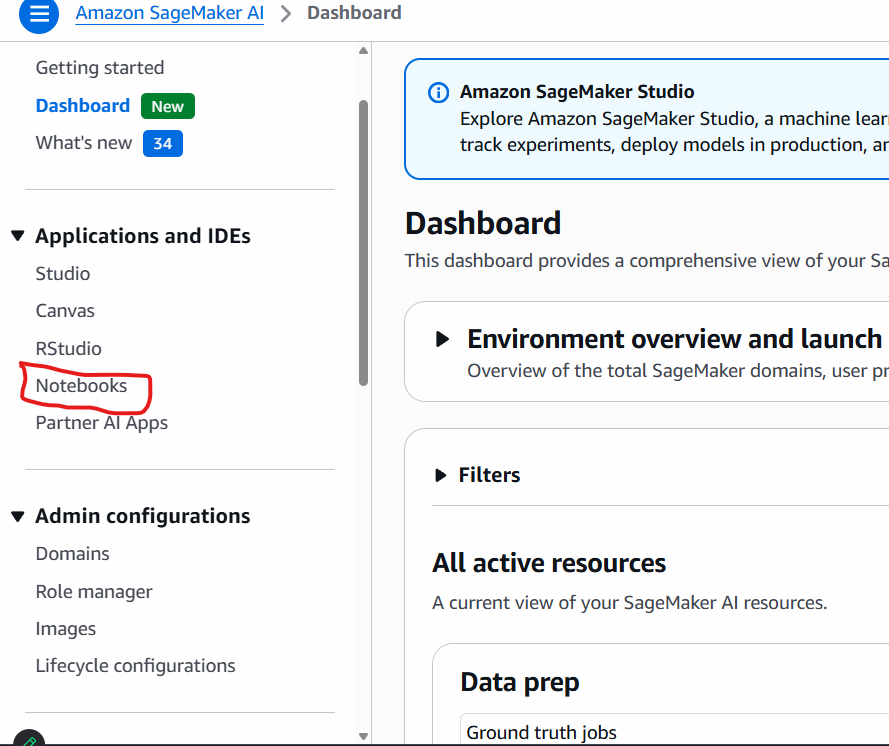 Amazon SageMaker AI > Dashboard
Getting started
Dashboard New
What's new 34
Applications and IDEs
Studio
Canvas
RStudio
Notebooks
Partner AI Apps
Admin configurations
Domains
Role manager
Images
Lifecycle configurations
Amazon SageMaker Studio
Explore Amazon SageMaker Studio, a machine lear
track experiments, deploy models in production, an
Dashboard
This dashboard provides a comprehensive view of your Sa
Environment overview and launch
Overview of the total SageMaker domains, user pr
Filters
All active resources
A current view of your SageMaker AI resources.
Data prep
Ground truth jobs